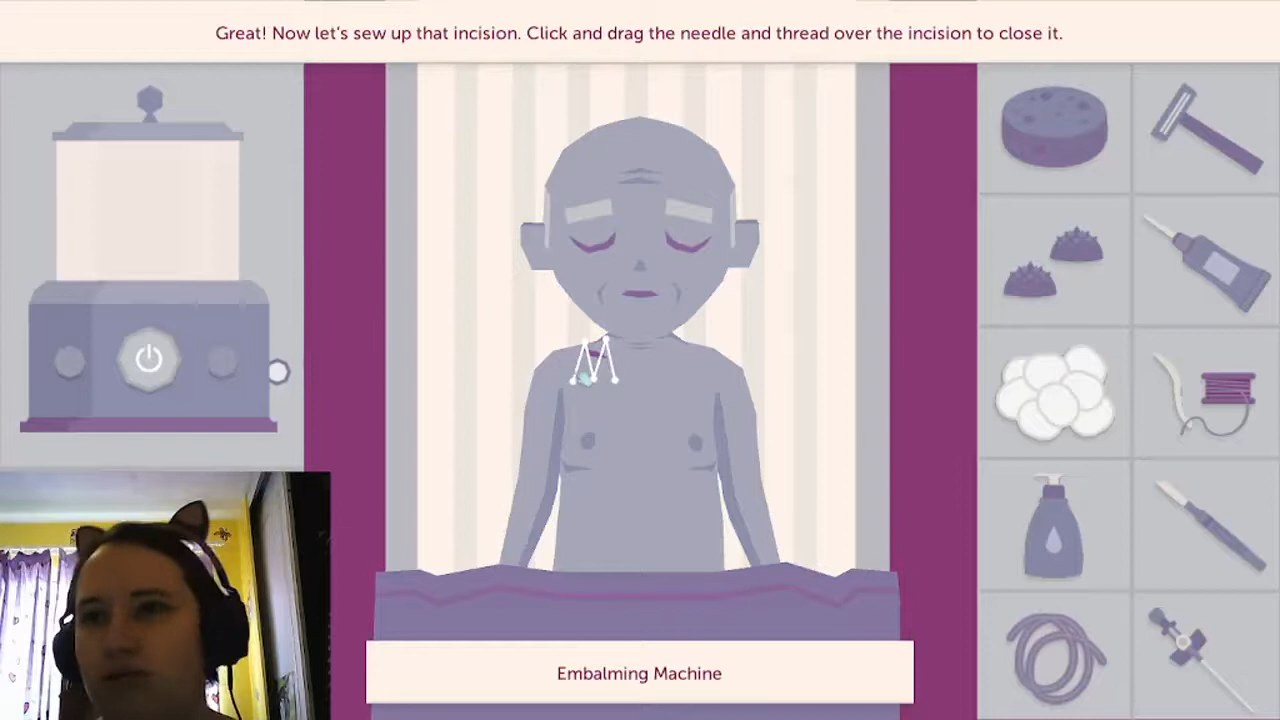 Great! Now let's sew up that incision. Click and drag the needle and thread over the incision to close it.
Embalming Machine